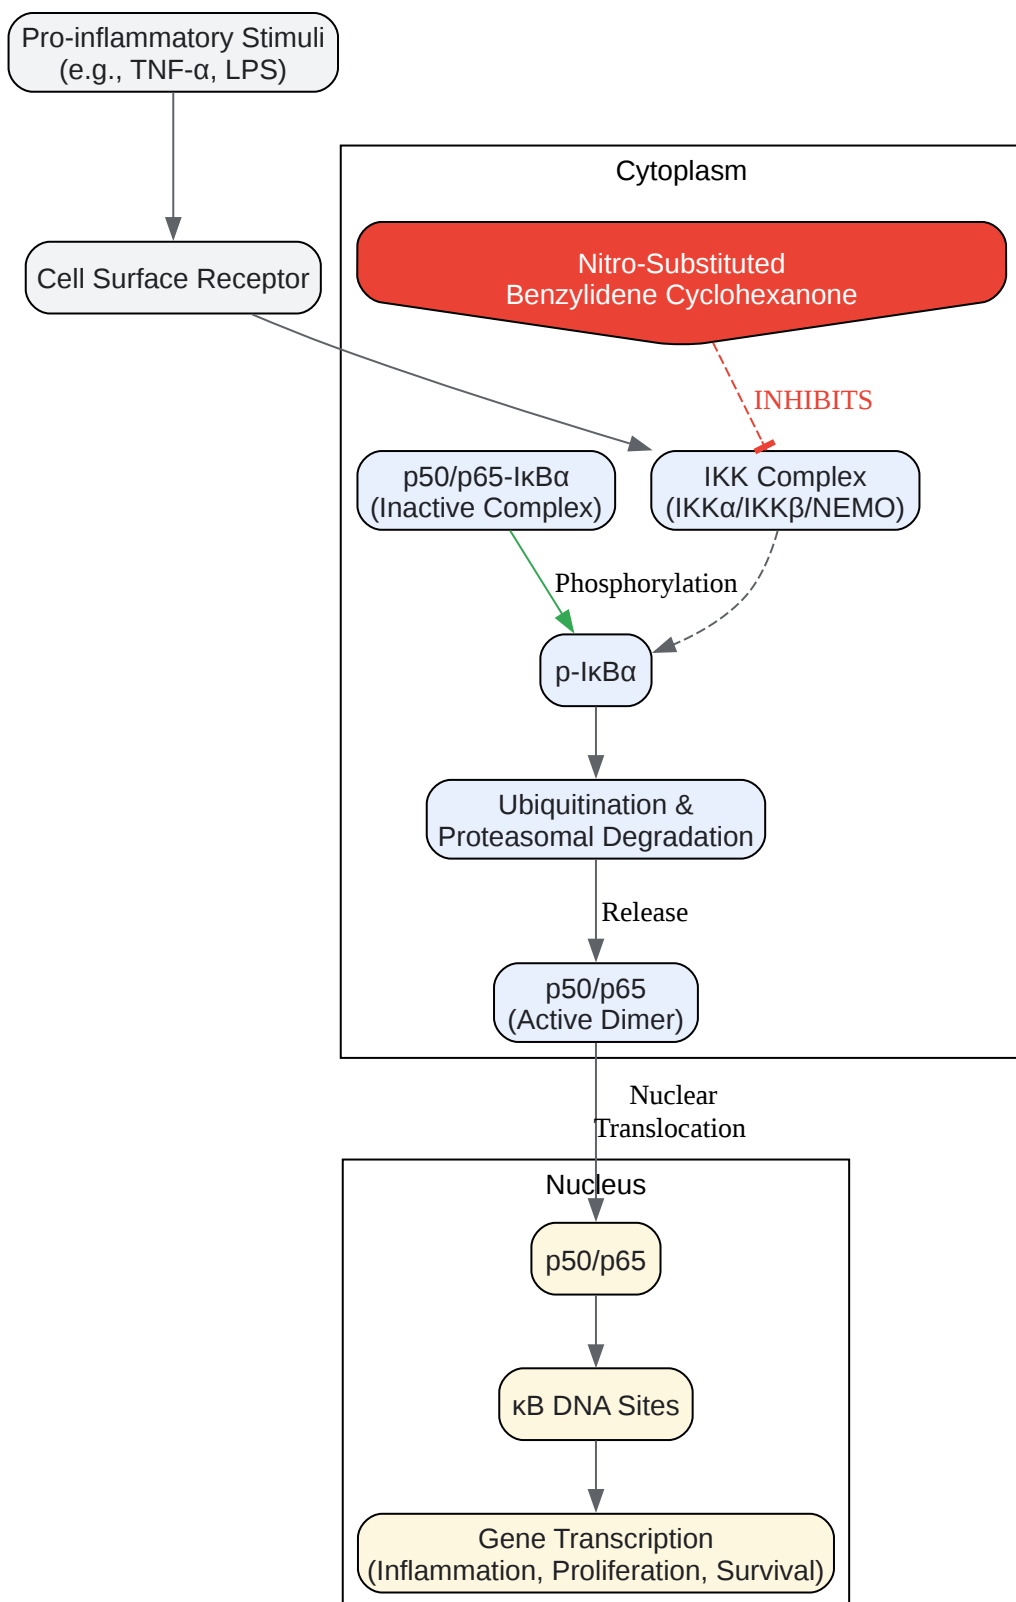 Pro-inflammatory Stimuli
(e.g., TNF-α, LPS)
Cytoplasm
Cell Surface Receptor
Nitro-Substituted
Benzylidene Cyclohexanone
INHIBITS
p50/p65-IκBα
(Inactive Complex)
IKK Complex
(IKKα/IKKβ/NEMO)
Phosphorylation
p-IκBα
Ubiquitination &
Proteasomal Degradation
Release
p50/p65
(Active Dimer)
Nuclear
Translocation
Nucleus
p50/p65
κB DNA Sites
Gene Transcription
(Inflammation, Proliferation, Survival)